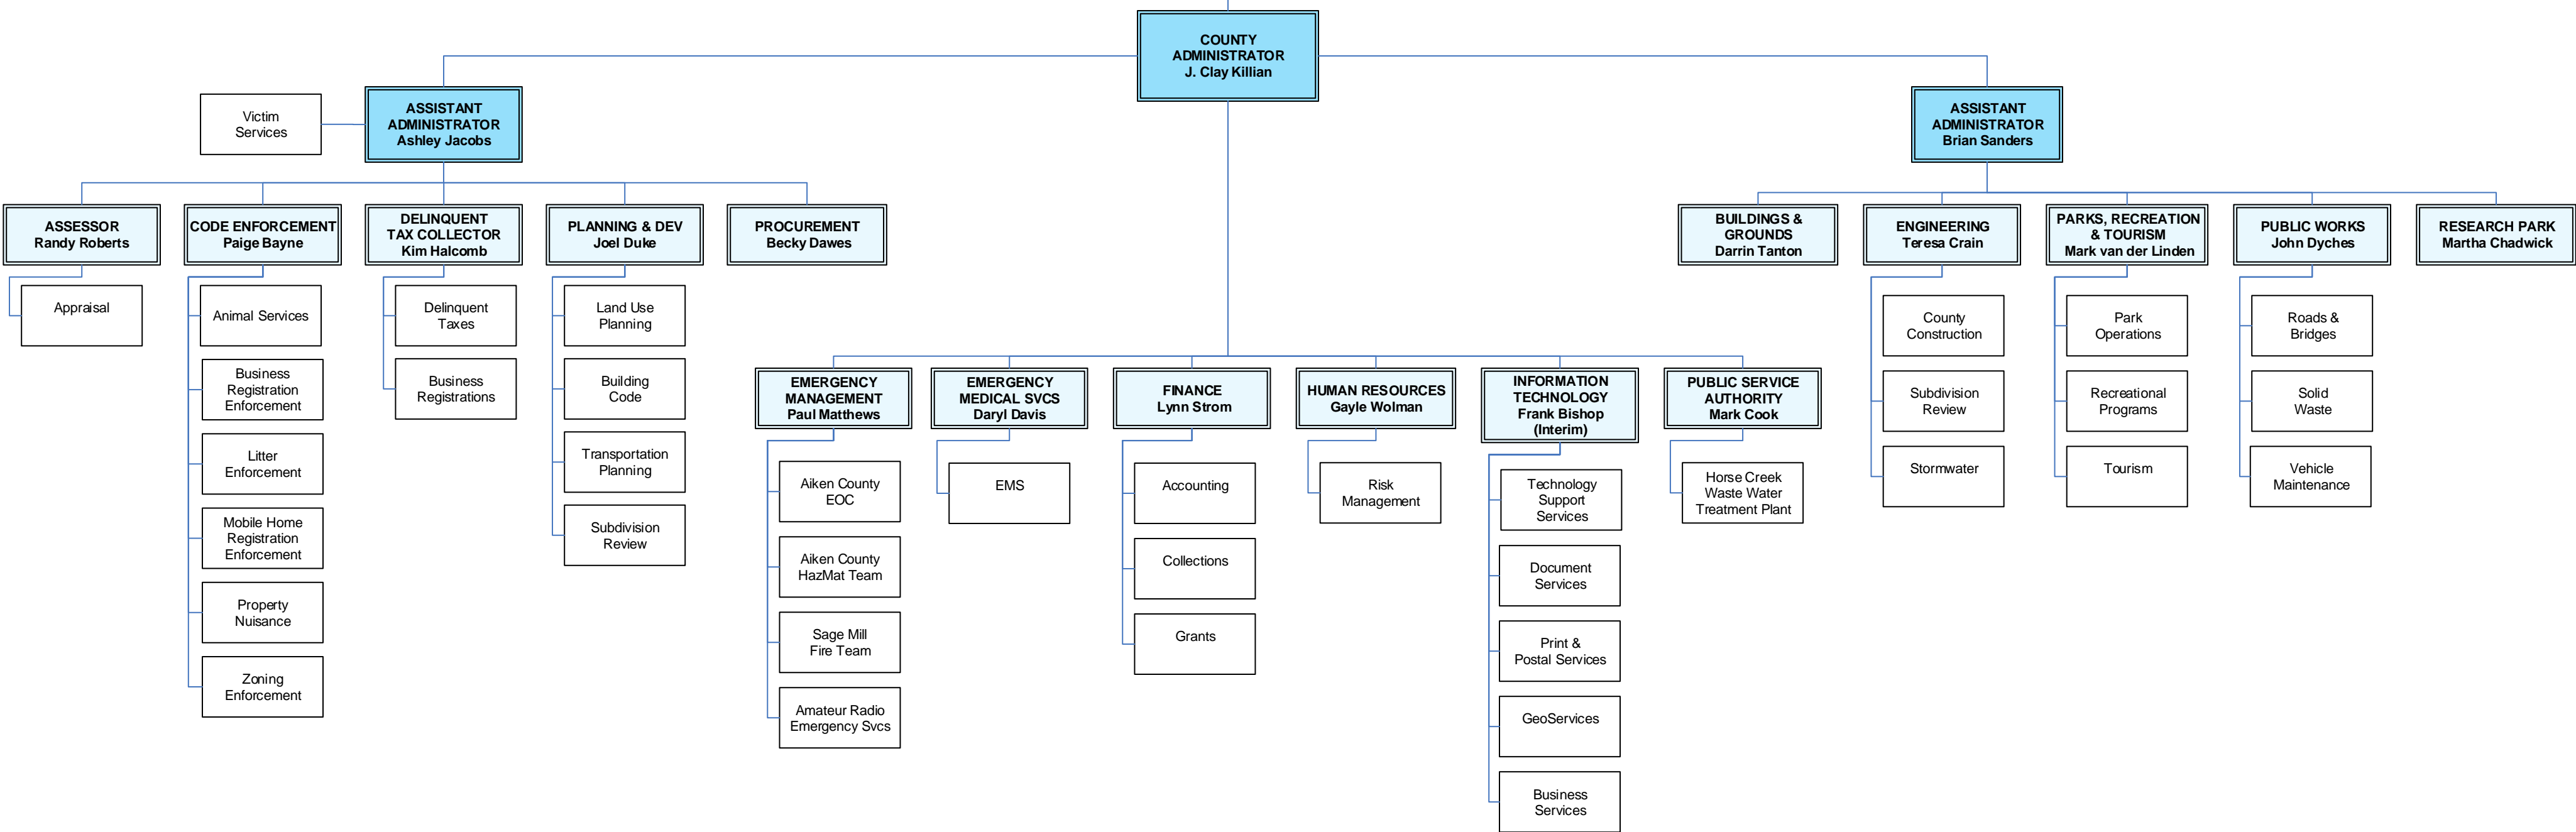 COUNTY
ADMINISTRATOR
J. Clay Killian
Victim
Services
ASSISTANT
ADMINISTRATOR
Ashley Jacobs
ASSISTANT
ADMINISTRATOR
Brian Sanders
ASSESSOR
Randy Roberts
Appraisal
CODE ENFORCEMENT
Paige Bayne
Animal Services
Business
Registration
Enforcement
Litter
Enforcement
Mobile Home
Registration
Enforcement
Property
Nuisance
Zoning
Enforcement
DELINQUENT
TAX COLLECTOR
Kim Halcomb
Delinquent
Taxes
Business
Registrations
PLANNING & DEV
Joel Duke
Land Use
Planning
Building
Code
Transportation
Planning
Subdivision
Review
PROCUREMENT
Becky Dawes
EMERGENCY
MANAGEMENT
Paul Matthews
Aiken County
EOC
Aiken County
HazMat Team
Sage Mill
Fire Team
Amateur Radio
Emergency Svcs
EMERGENCY
MEDICAL SVCS
Daryl Davis
EMS
FINANCE
Lynn Strom
Accounting
Collections
Grants
HUMAN RESOURCES
Gayle Wolman
Risk
Management
INFORMATION
TECHNOLOGY
Frank Bishop
(Interim)
Technology
Support
Services
Document
Services
Print &
Postal Services
GeoServices
Business
Services
PUBLIC SERVICE
AUTHORITY
Mark Cook
Horse Creek
Waste Water
Treatment Plant
BUILDINGS &
GROUNDS
Darrin Tanton
ENGINEERING
Teresa Crain
County
Construction
Subdivision
Review
Stormwater
PARKS, RECREATION
& TOURISM
Mark van der Linden
Park
Operations
Recreational
Programs
Tourism
PUBLIC WORKS
John Dyches
Roads &
Bridges
Solid
Waste
Vehicle
Maintenance
RESEARCH PARK
Martha Chadwick